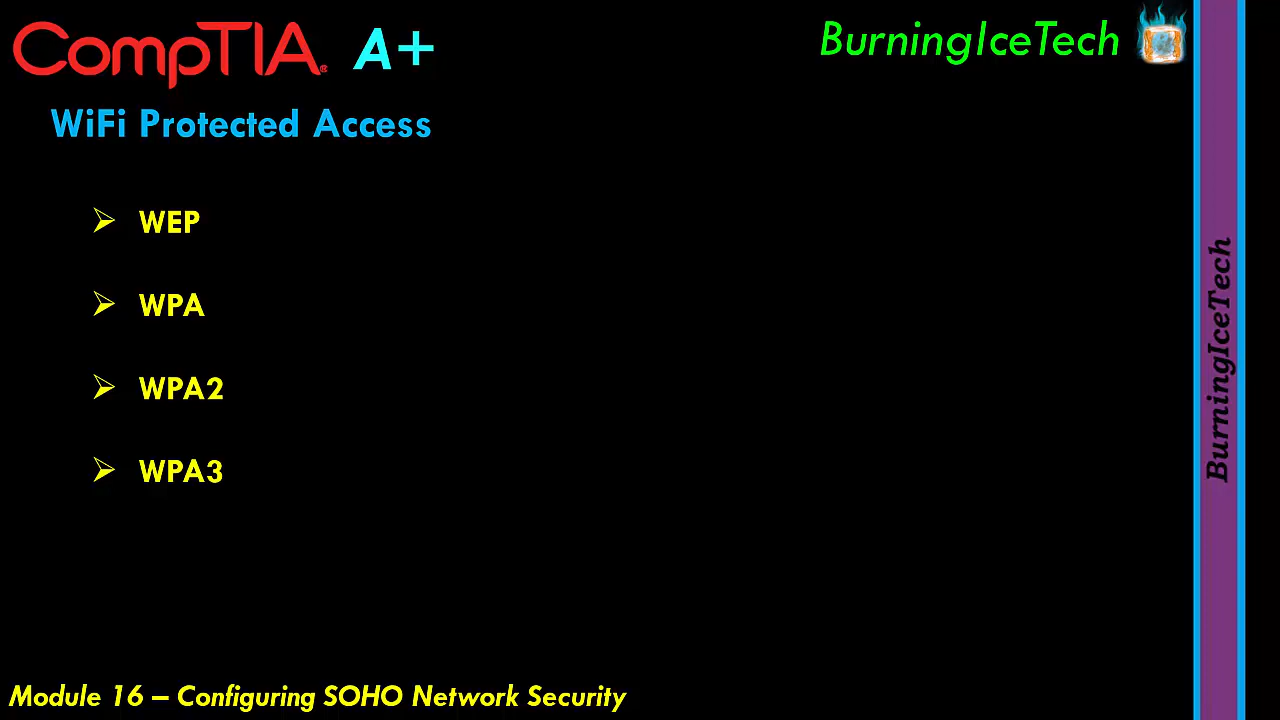 CompTIA® A+
BurningIceTech
WiFi Protected Access
➢ WEP
➢ WPA
➢ WPA2
➢ WPA3
Module 16 – Configuring SOHO Network Security
BurningIceTech